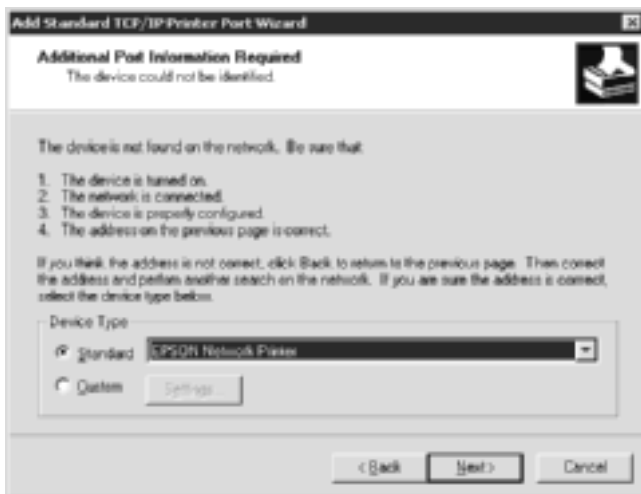 Add Standard TCF/IP Printer Port Wizard
Additional Port Information Required
The device could not be identified.
The device is not found on the network. Be sure that:
1. The device is turned on.
2. The network is connected.
3. The device is properly configured.
4. The address on the previous page is correct.
If you think the address is not correct, click Back to return to the previous page. Then correct
the address and perform another search on the network. If you are sure the address is correct,
select the device type below.
Device Type
Standard EPSON Network Printer
Custom Settings...
< Back Next > Cancel